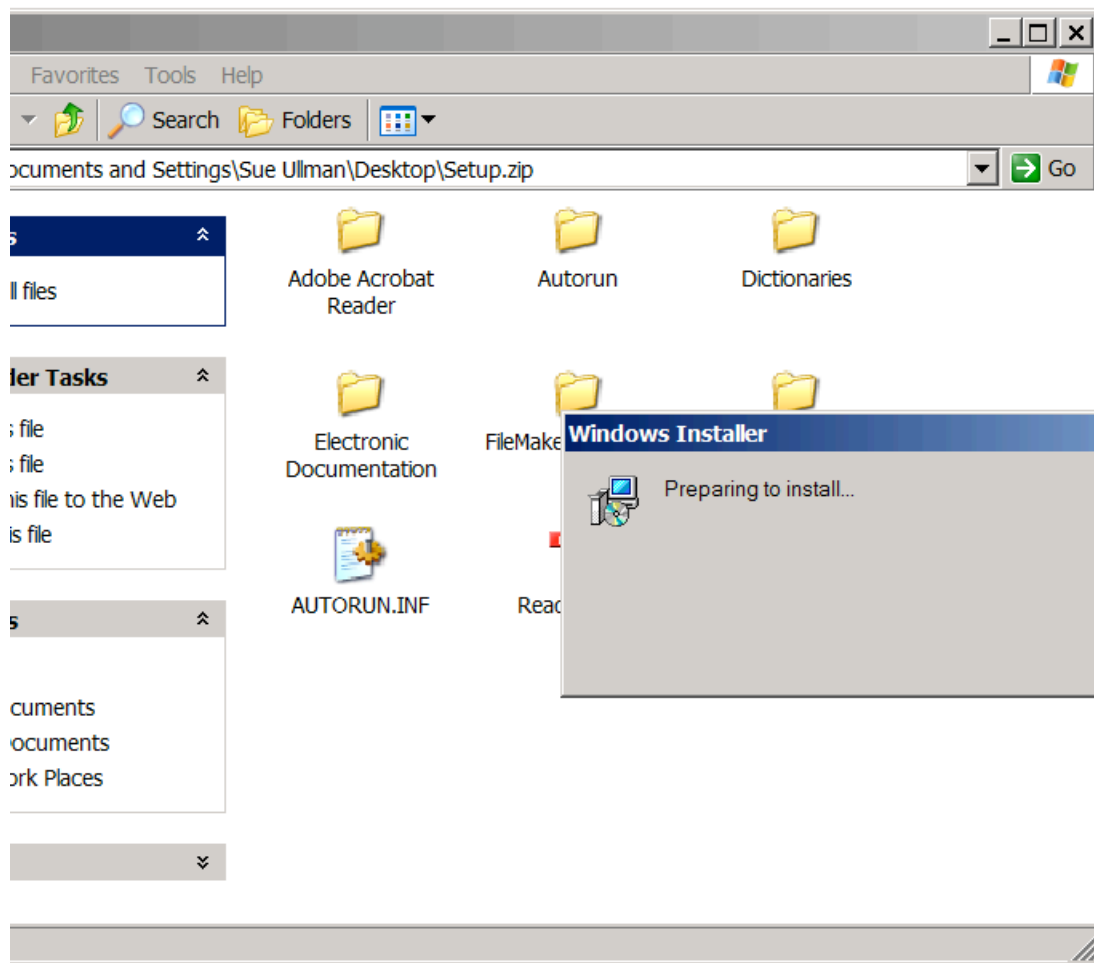 Favorites Tools Help
Search Folders
ocuments and Settings\Sue Ullman\Desktop\Setup.zip Go
s
ll files
Adobe Acrobat
Reader
Autorun
Dictionaries
der Tasks
s file
s file
his file to the Web
is file
Electronic
Documentation
FileMake
Windows Installer
Preparing to install...
AUTORUN.INF
Read
s
cuments
ocuments
ork Places